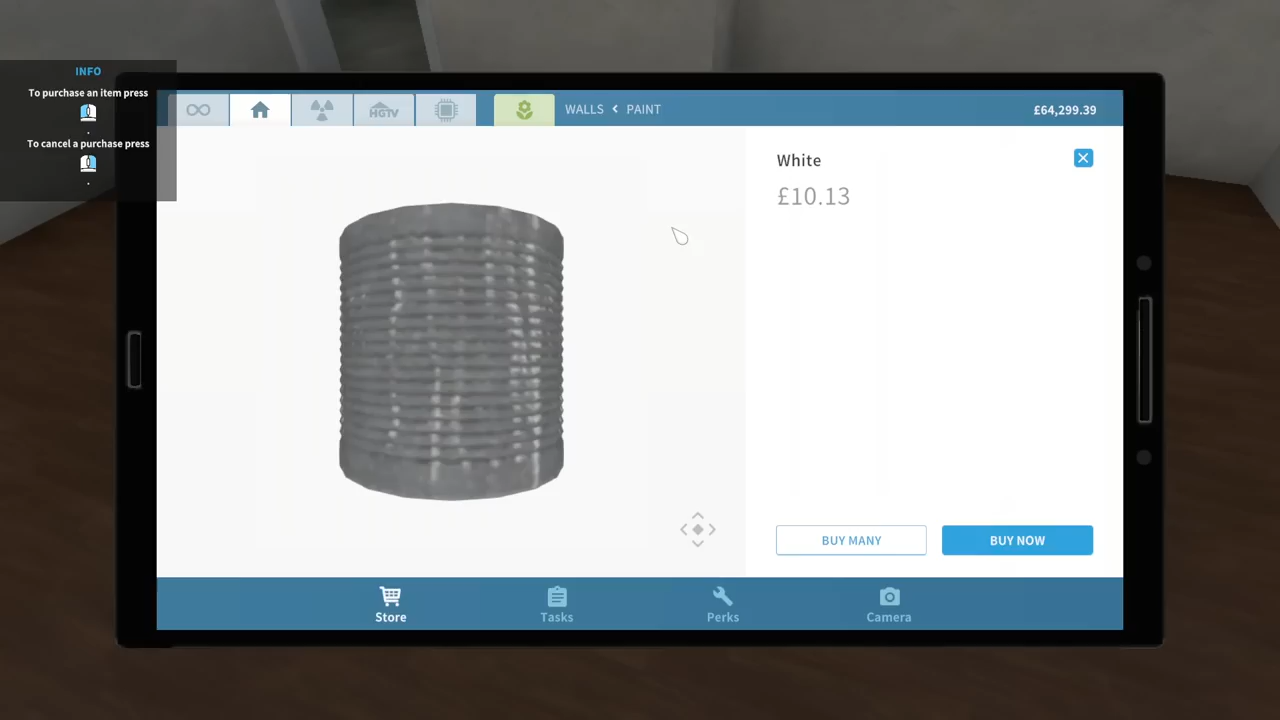 INFO
To purchase an item press
.
To cancel a purchase press
.
HGTV
WALLS < PAINT
£64,299.39
White
£10.13
BUY MANY
BUY NOW
Store
Tasks
Perks
Camera